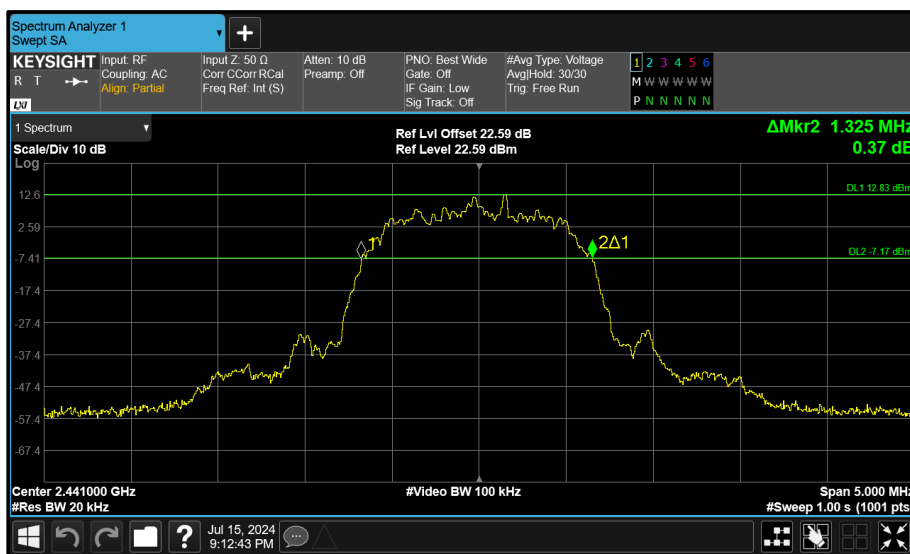 Spectrum Analyzer 1
Swept SA
KEYSIGHT
R T
LXI
Input: RF
Coupling: AC
Align: Partial
Input Z: 50 Ω
Corr CCorr RCal
Freq Ref: Int (S)
Atten: 10 dB
Preamp: Off
PNO: Best Wide
Gate: Off
IF Gain: Low
Sig Track: Off
#Avg Type: Voltage
Avg|Hold: 30/30
Trig: Free Run
1 2 3 4 5 6
M W W W W W
P N N N N N
1 Spectrum
Scale/Div 10 dB
Log
Ref Lvl Offset 22.59 dB
Ref Level 22.59 dBm
ΔMkr2 1.325 MHz
0.37 dB
12.6
DL1 12.83 dBm
2.59
1
2Δ1
-7.41
DL2 -7.17 dBm
-17.4
-27.4
-37.4
-47.4
-57.4
-67.4
Center 2.441000 GHz
#Res BW 20 kHz
#Video BW 100 kHz
Span 5.000 MHz
#Sweep 1.00 s (1001 pts
?
Jul 15, 2024
9:12:43 PM